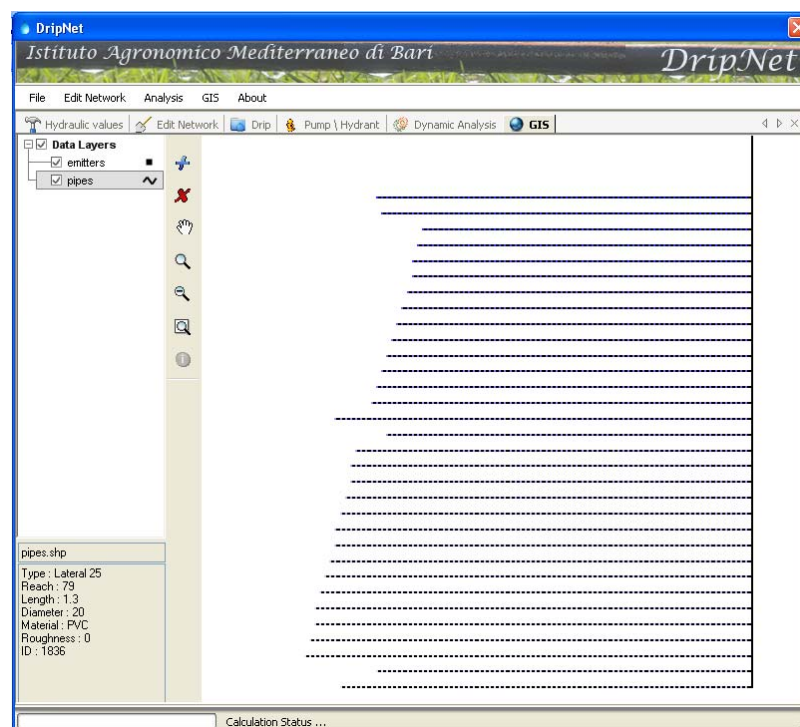 DripNet
Istituto Agronomico Mediterraneo di Bari
DripNet
File Edit Network Analysis GIS About
Hydraulic values Edit Network Drip Pump \ Hydrant Dynamic Analysis GIS
Data Layers
emitters
pipes
pipes.shp
Type : Lateral 25
Reach : 79
Length : 1.3
Diameter : 20
Material : PVC
Roughness : 0
ID : 1836
Calculation Status ...